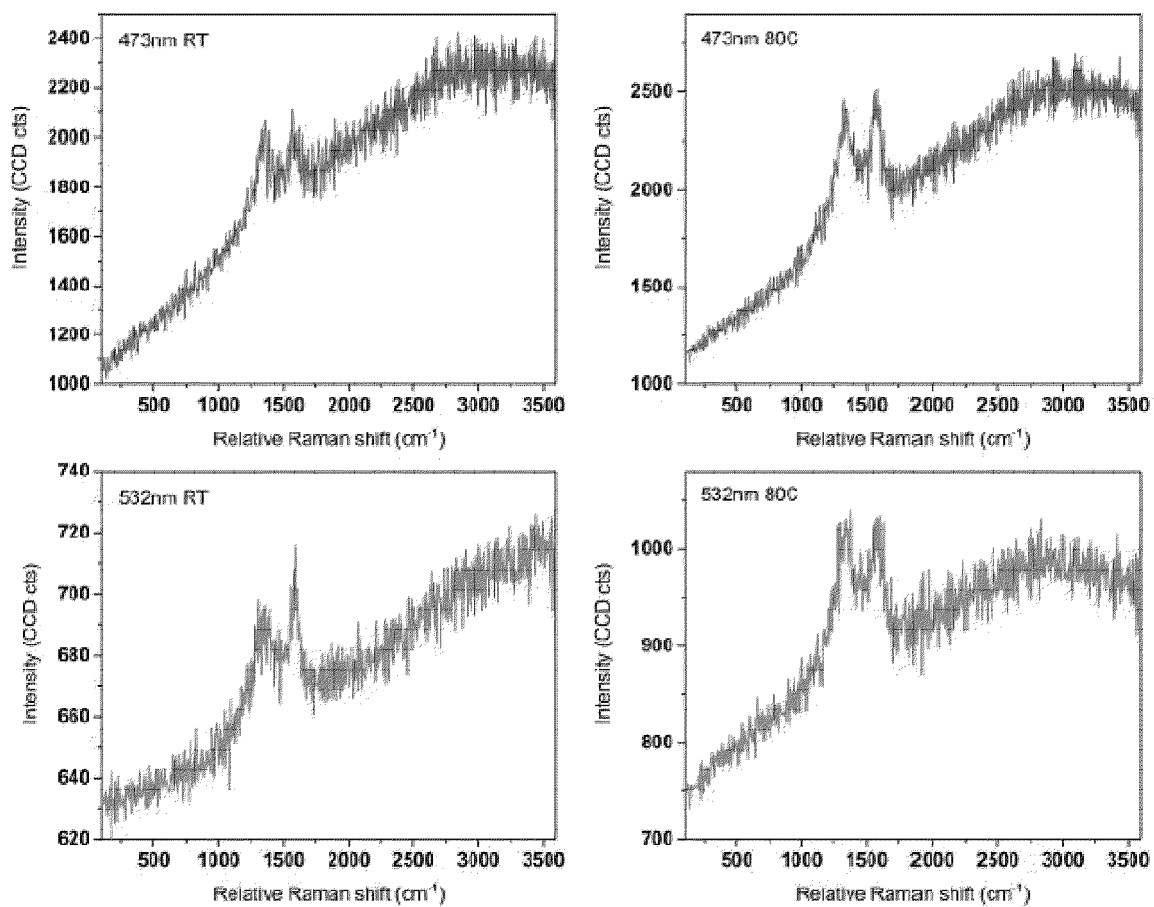 473nm RT
Intensity (CCD cts)
2400
2200
2000
1800
1600
1400
1200
1000
500 1000 1500 2000 2500 3000 3500
Relative Raman shift (cm⁻¹)
473nm 80C
Intensity (CCD cts)
2500
2000
1500
1000
500 1000 1500 2000 2500 3000 3500
Relative Raman shift (cm⁻¹)
532nm RT
Intensity (CCD cts)
740
720
700
680
660
640
620
500 1000 1500 2000 2500 3000 3500
Relative Raman shift (cm⁻¹)
532nm 80C
Intensity (CCD cts)
1000
900
800
700
500 1000 1500 2000 2500 3000 3500
Relative Raman shift (cm⁻¹)